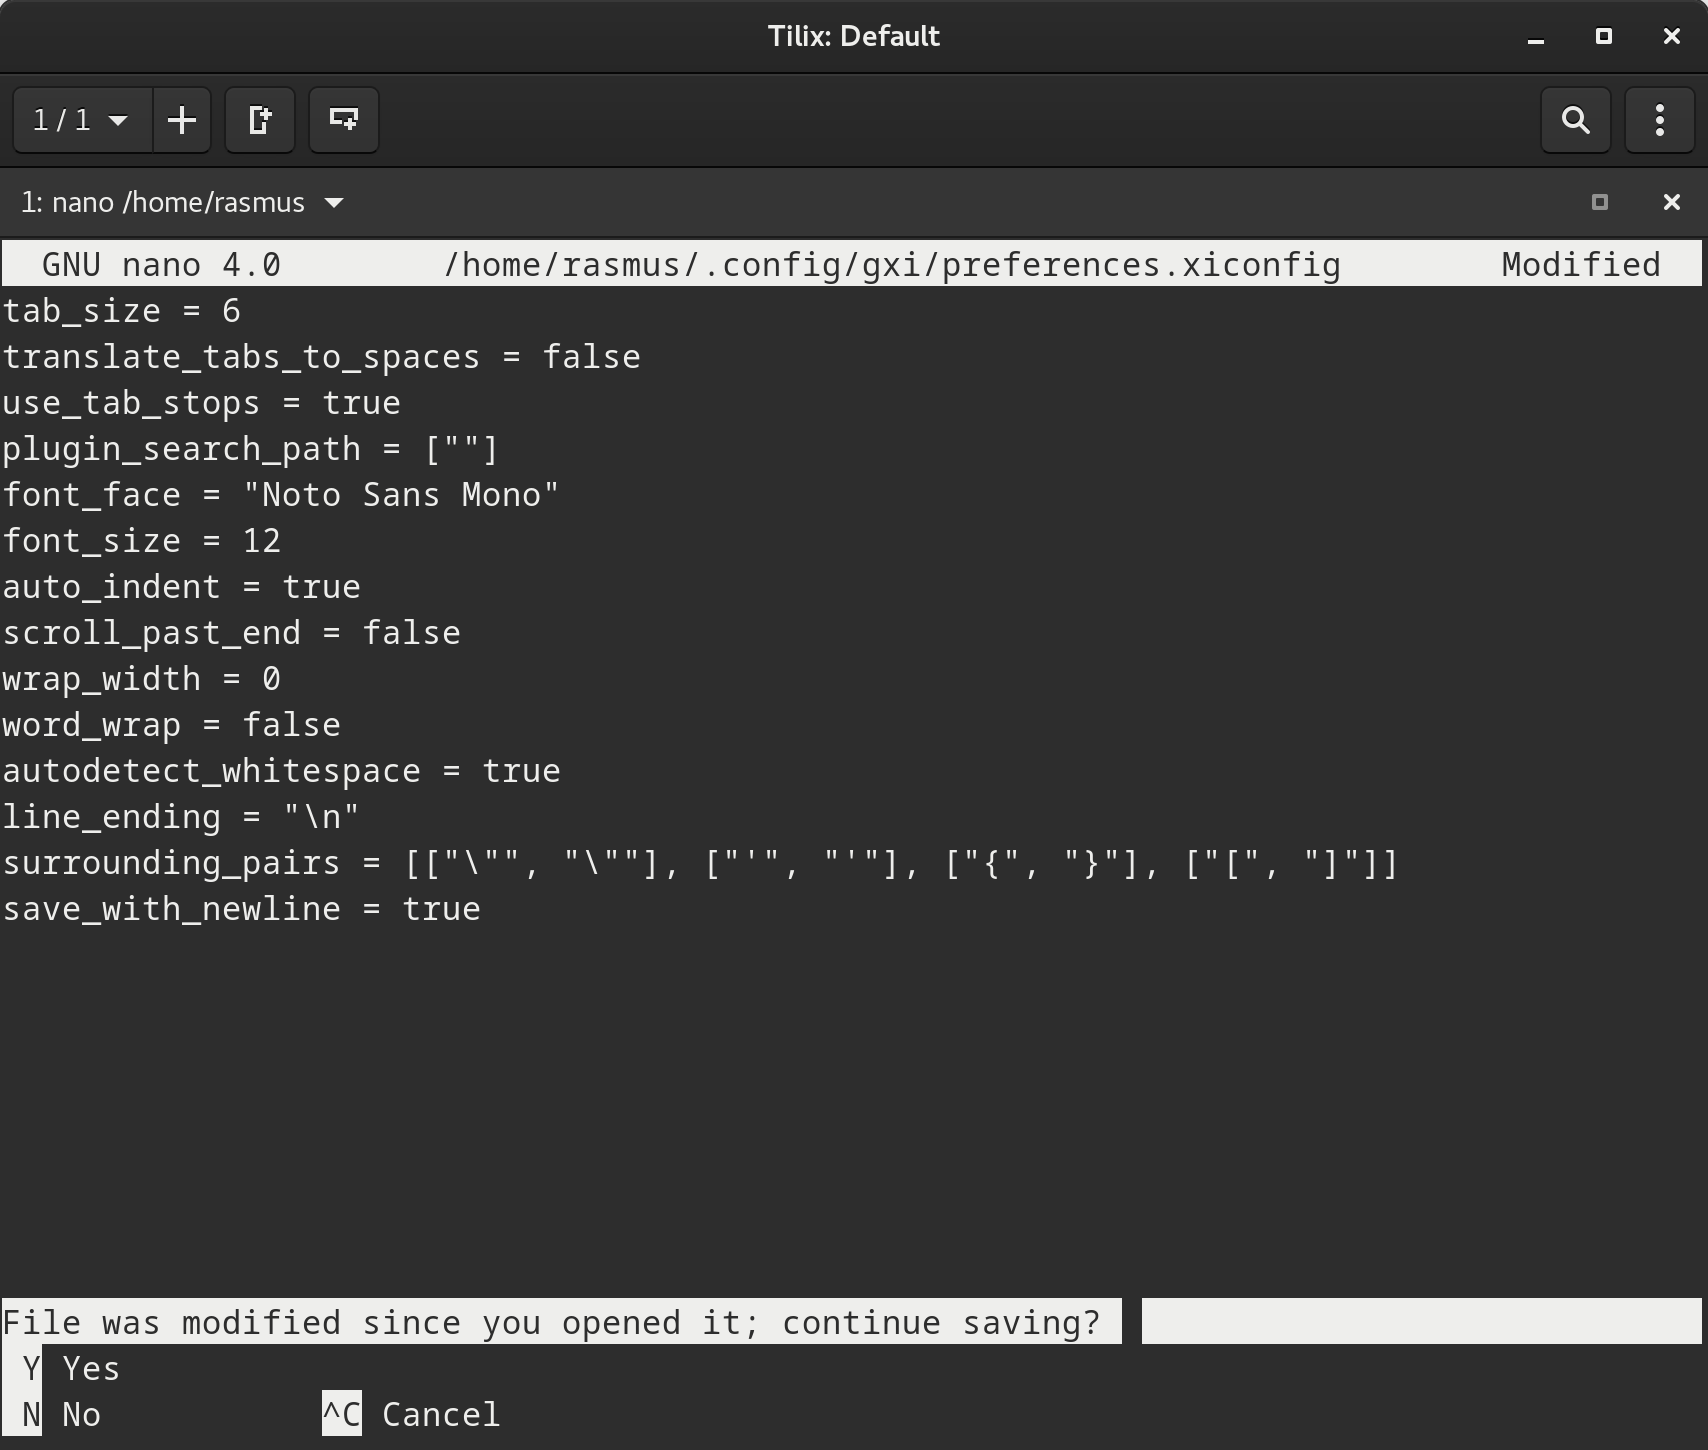 Tilix: Default
1 / 1
1: nano /home/rasmus
GNU nano 4.0 /home/rasmus/.config/gxi/preferences.xiconfig Modified
tab_size = 6
translate_tabs_to_spaces = false
use_tab_stops = true
plugin_search_path = [""]
font_face = "Noto Sans Mono"
font_size = 12
auto_indent = true
scroll_past_end = false
wrap_width = 0
word_wrap = false
autodetect_whitespace = true
line_ending = "\n"
surrounding_pairs = [["\"", "\""], ["'", "'"], ["{", "}"], ["[", "]"]]
save_with_newline = true
File was modified since you opened it; continue saving?
Y Yes
N No ^C Cancel